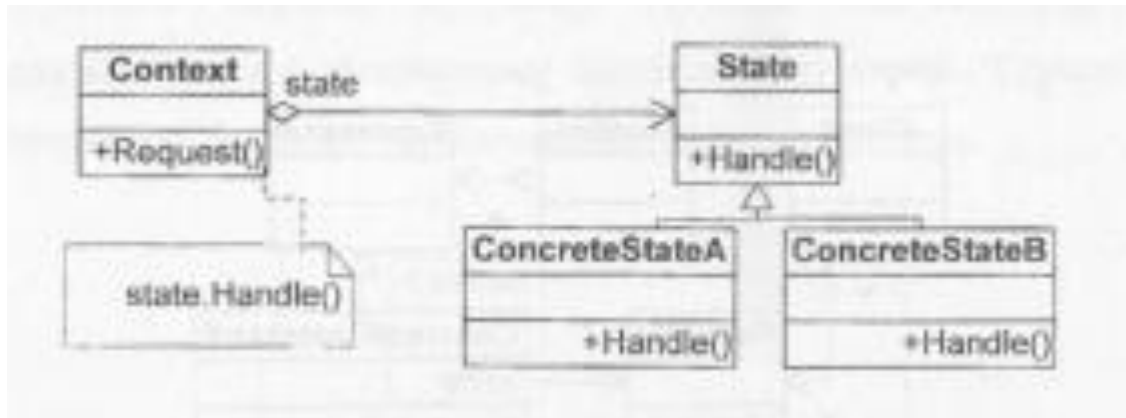 Context
state
State
+Request()
+Handle()
state.Handle()
ConcreteStateA
ConcreteStateB
+Handle()
+Handle()